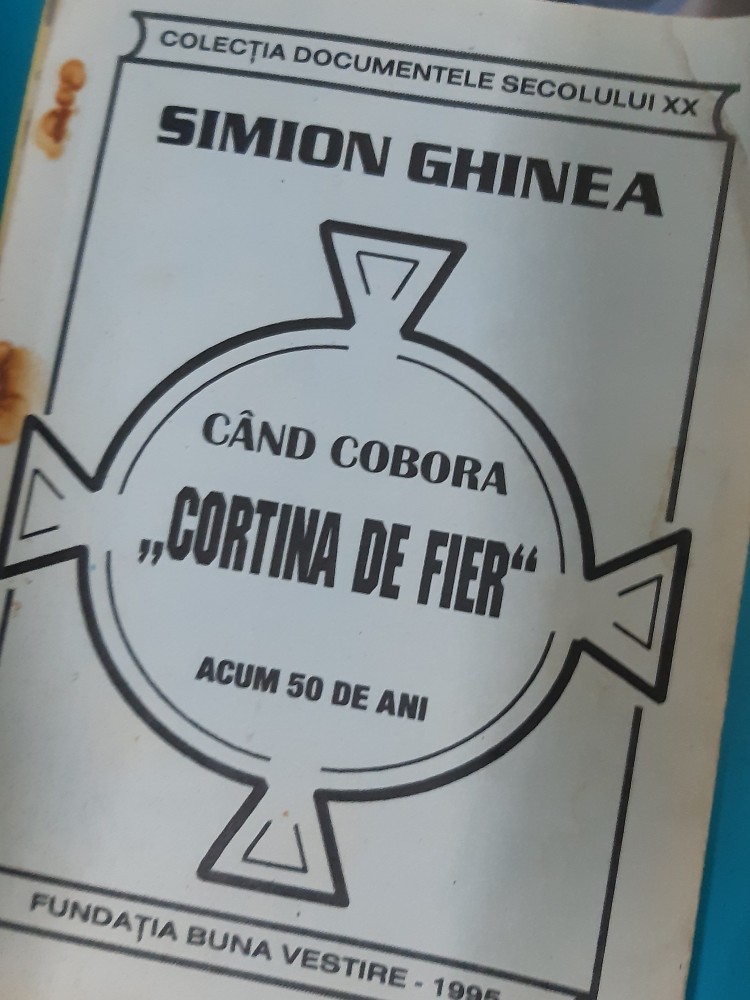 COLECȚIA DOCUMENTELE SECOLULUI XX
SIMION GHINEA
CÂND COBORA
„CORTINA DE FIER“
ACUM 50 DE ANI
FUNDAȚIA BUNA VESTIRE - 1995